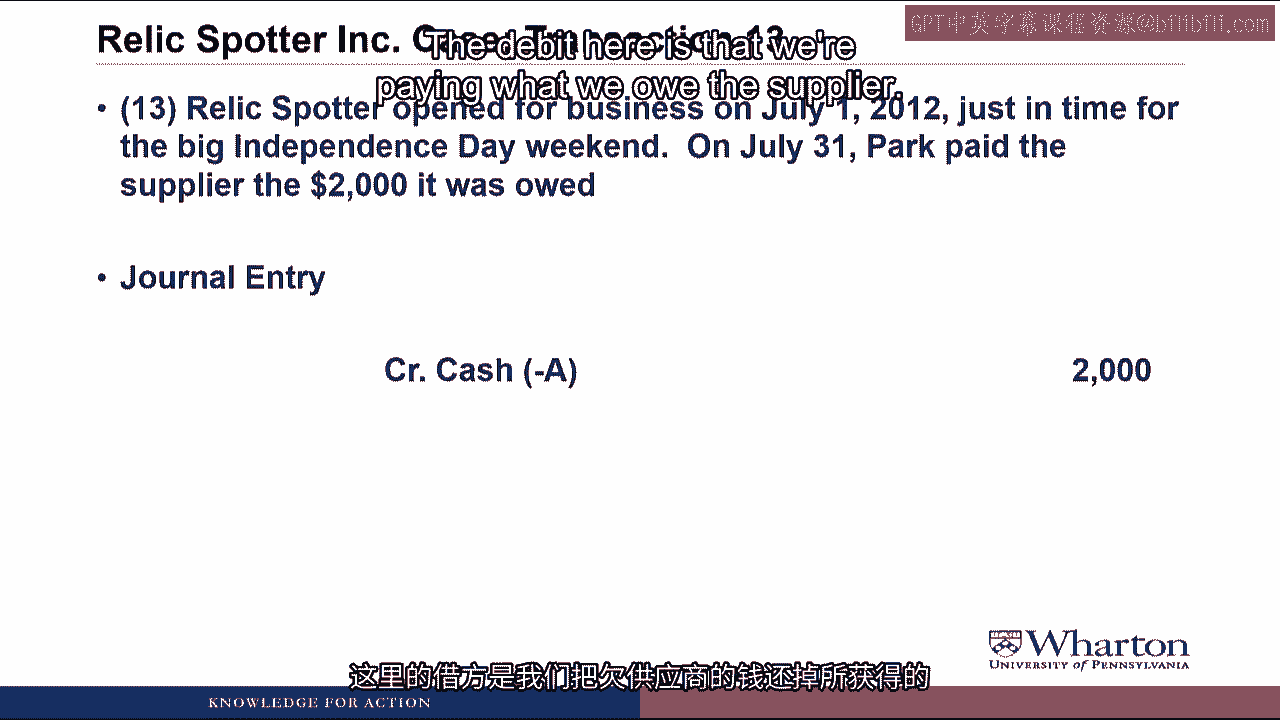 GPT中英字幕课程资源@bilibili.com
Relic Spotter Inc. Case: Transaction 13
The debit here is that we're
paying what we owe the supplier.
• (13) Relic Spotter opened for business on July 1, 2012, just in time for
the big Independence Day weekend. On July 31, Park paid the
supplier the $2,000 it was owed
• Journal Entry
Cr. Cash (-A) 2,000
Wharton
UNIVERSITY of PENNSYLVANIA
这里的借方是我们把欠供应商的钱还掉所获得的
KNOWLEDGE FOR ACTION